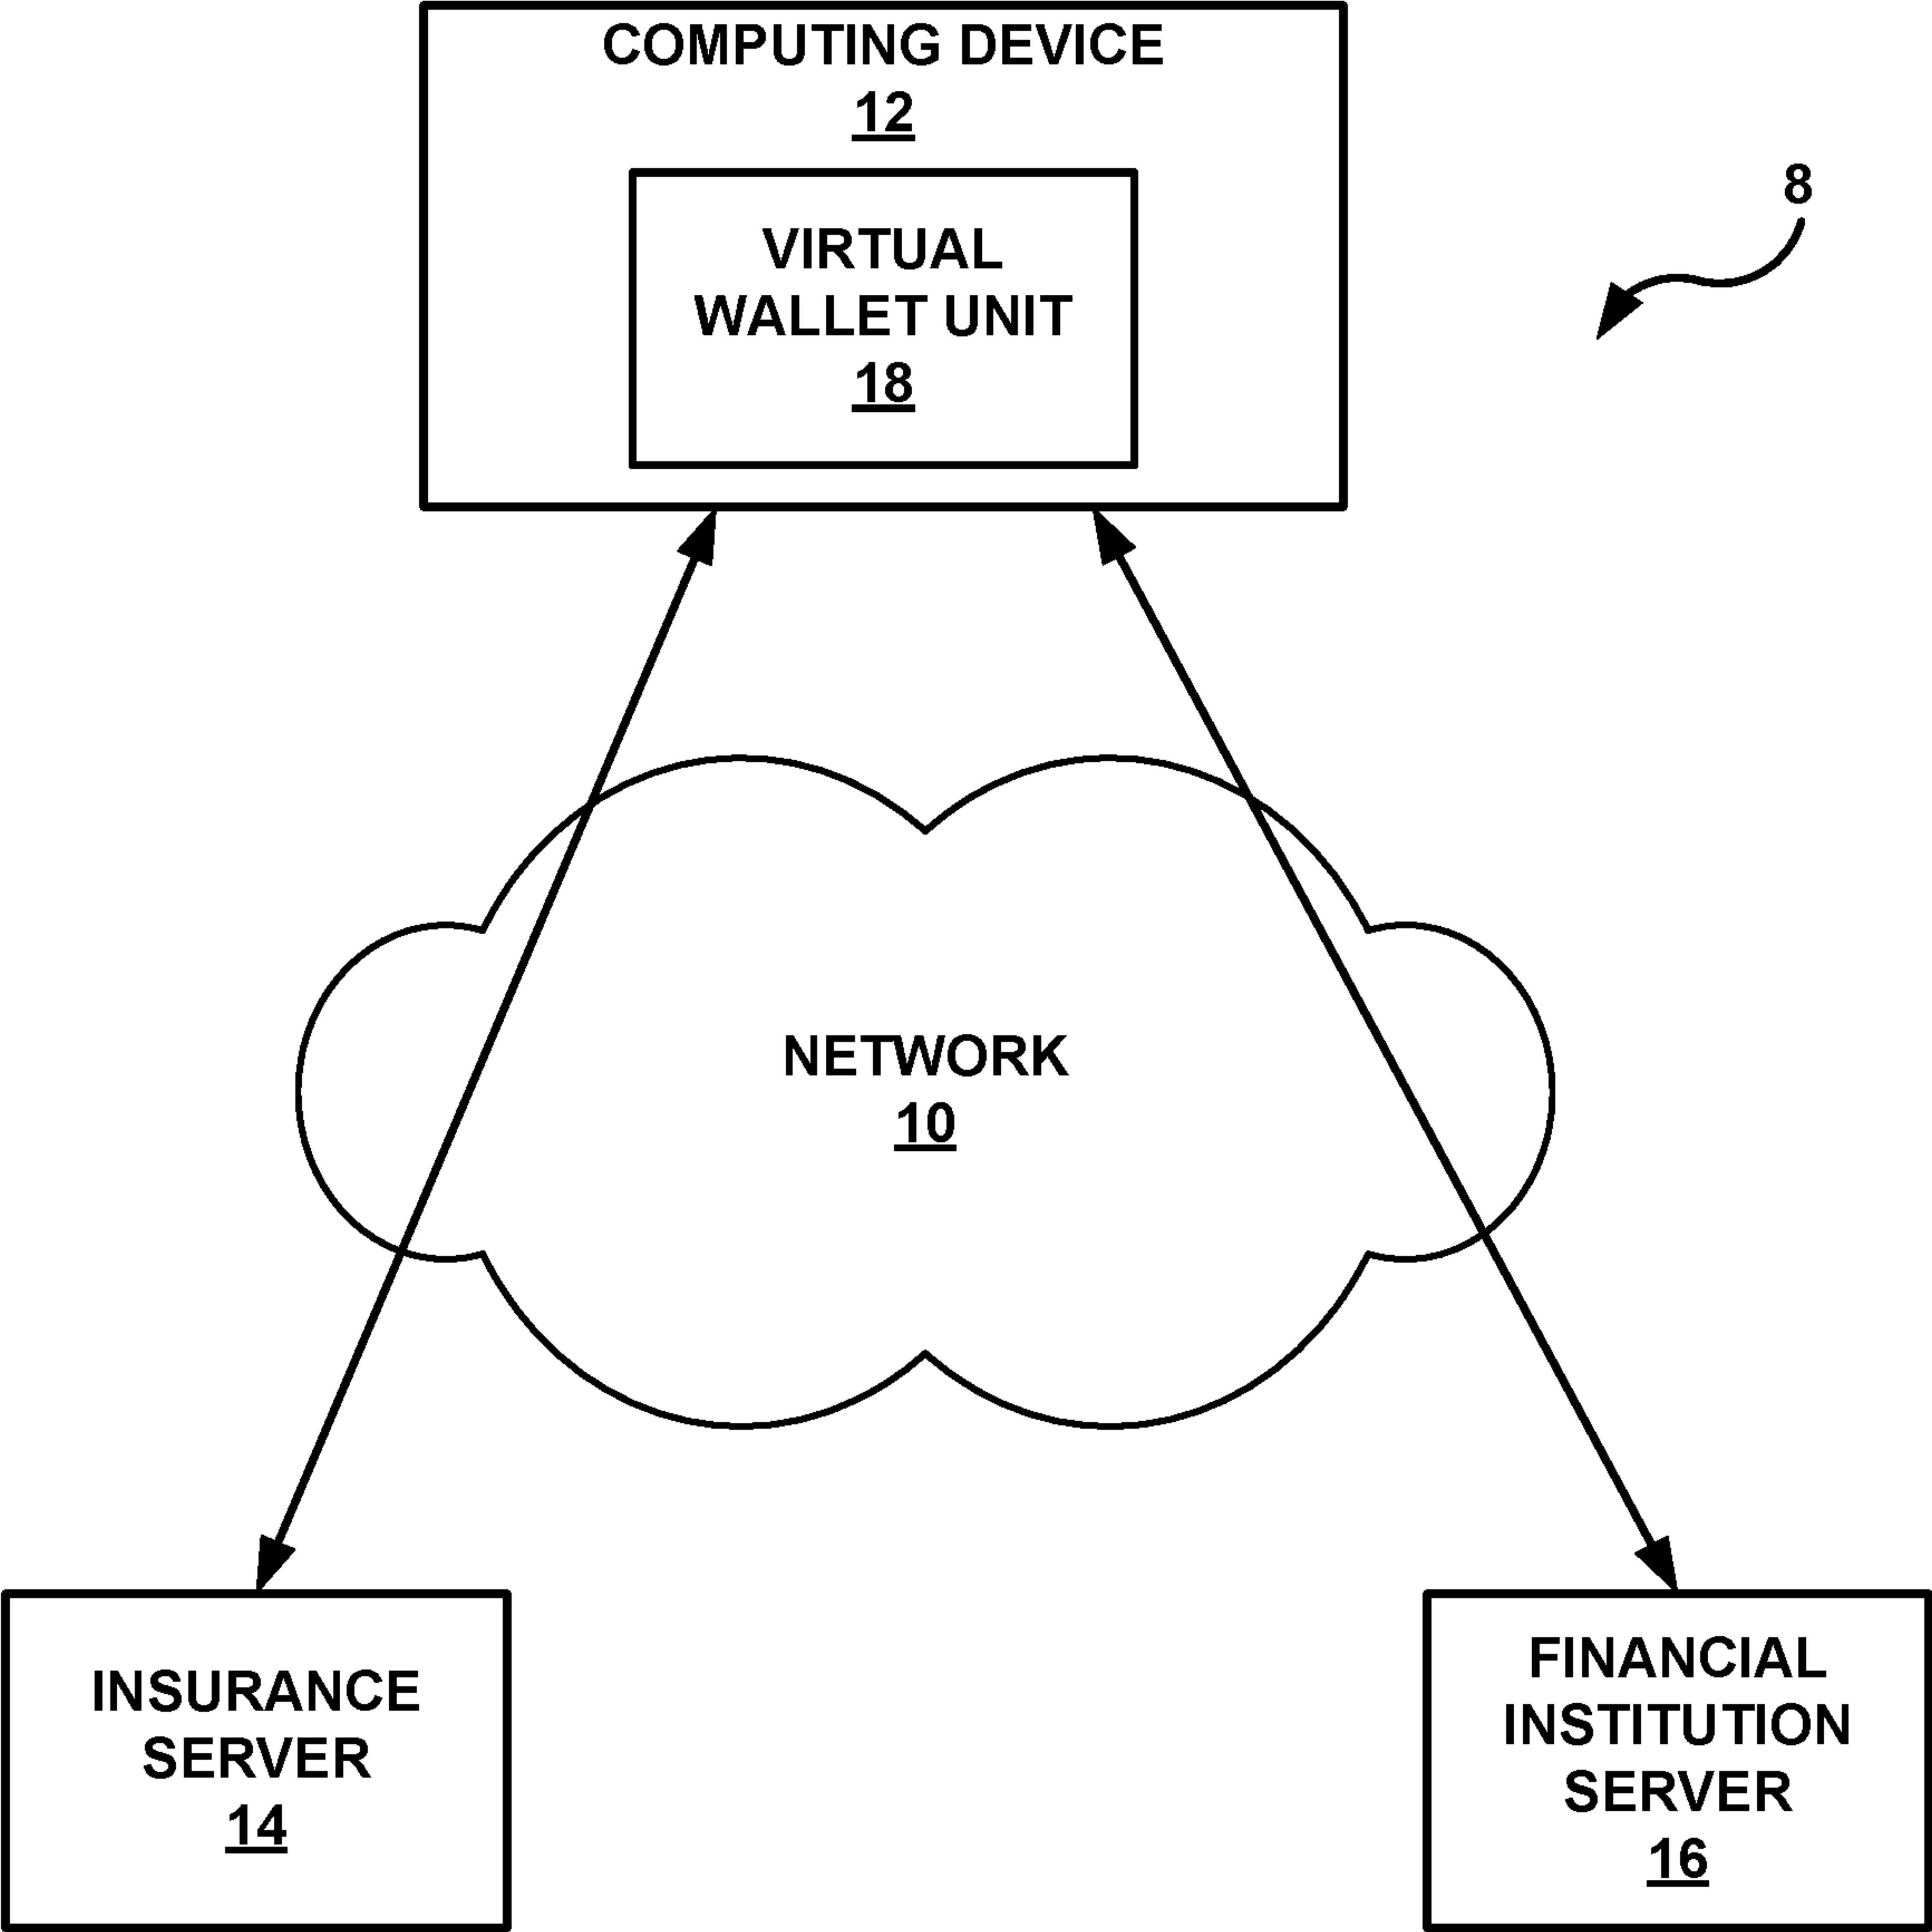 COMPUTING DEVICE
12
VIRTUAL
WALLET UNIT
18
8
NETWORK
10
INSURANCE
SERVER
14
FINANCIAL
INSTITUTION
SERVER
16